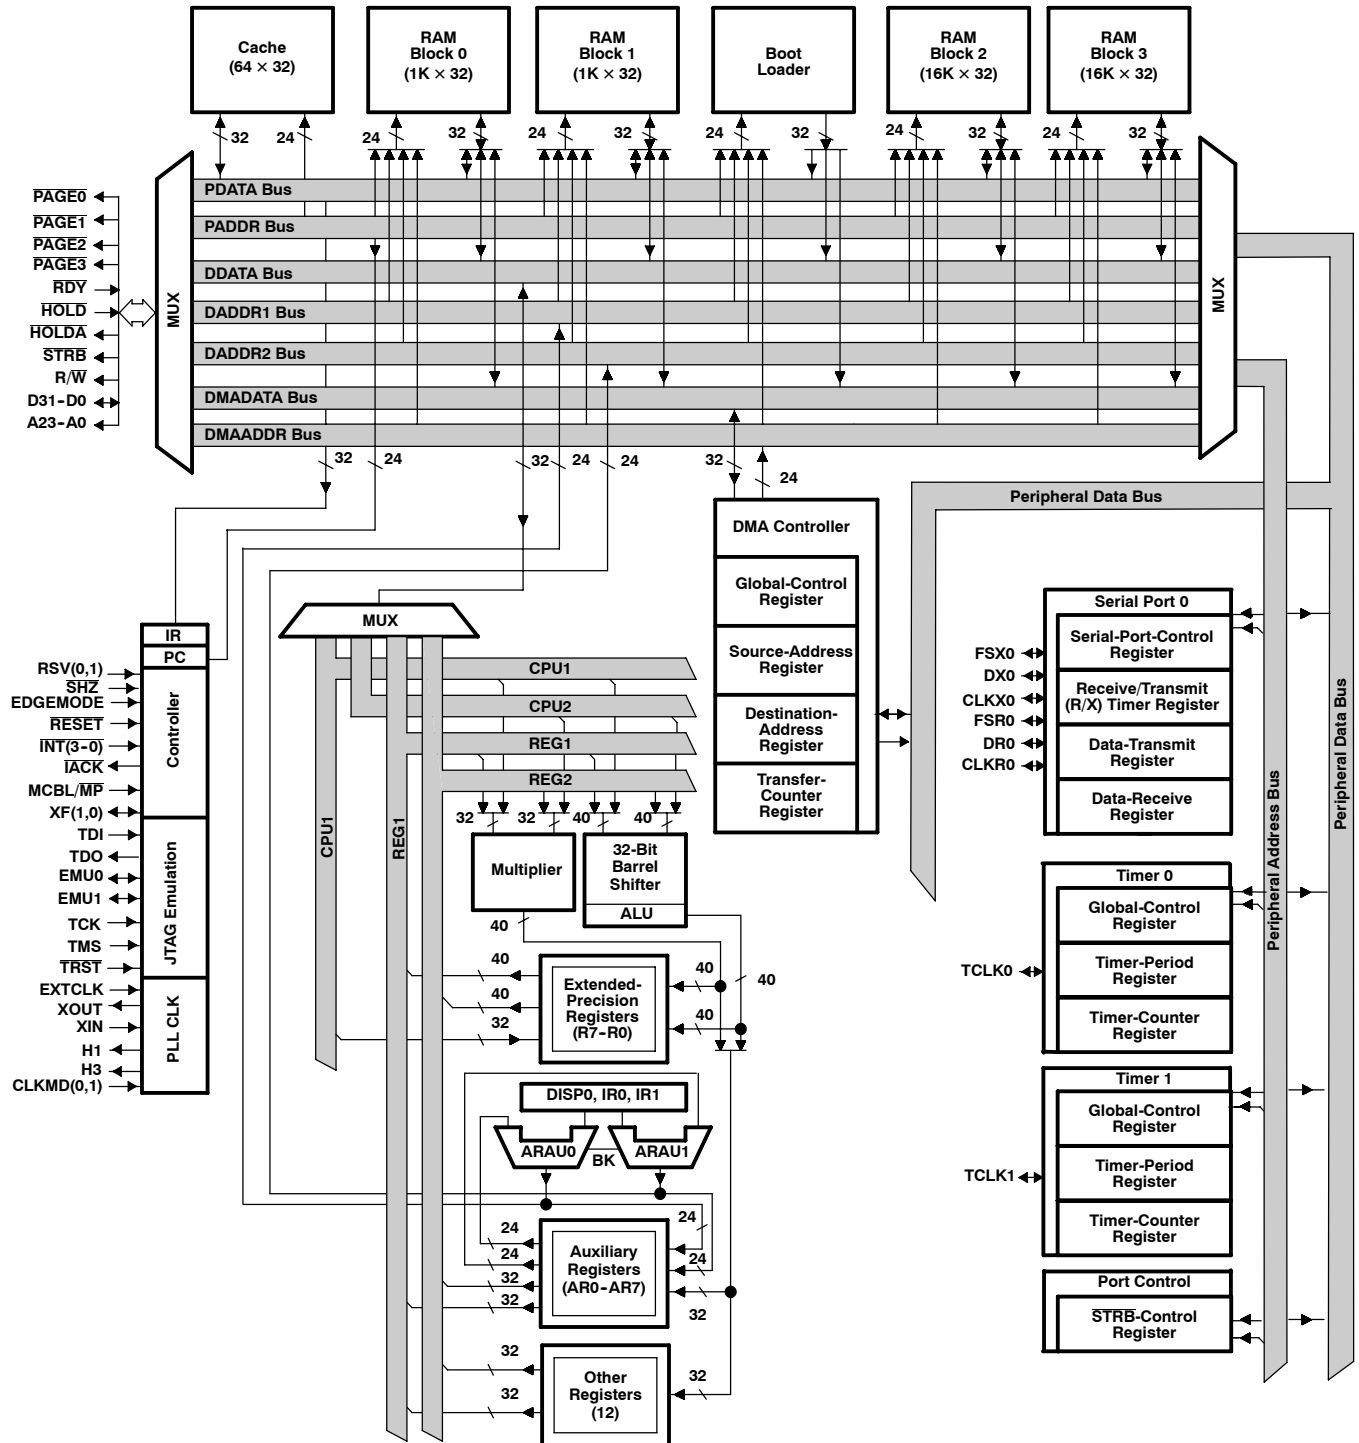 Cache
(64 × 32)
RAM
Block 0
(1K × 32)
RAM
Block 1
(1K × 32)
Boot
Loader
RAM
Block 2
(16K × 32)
RAM
Block 3
(16K × 32)
32
24
24
32
24
32
24
32
24
32
24
32
MUX
PDATA Bus
PADDR Bus
DDATA Bus
DADDR1 Bus
DADDR2 Bus
DMADATA Bus
DMAADDR Bus
MUX
PAGE0
PAGE1
PAGE2
PAGE3
RDY
HOLD
HOLDA
STRB
R/W
D31-D0
A23-A0
32
24
32
24
24
32
24
Peripheral Data Bus
DMA Controller
Global-Control
Register
Source-Address
Register
Destination-
Address
Register
Transfer-
Counter
Register
IR
PC
Controller
JTAG Emulation
PLL CLK
RSV(0,1)
SHZ
EDGEMODE
RESET
INT(3-0)
IACK
MCBL/MP
XF(1,0)
TDI
TDO
EMU0
EMU1
TCK
TMS
TRST
EXTCLK
XOUT
XIN
H1
H3
CLKMD(0,1)
MUX
CPU1
CPU2
REG1
REG2
CPU1
REG1
32
32
40
40
Multiplier
32-Bit
Barrel
Shifter
ALU
40
40
40
32
Extended-
Precision
Registers
(R7-R0)
40
40
40
DISP0, IR0, IR1
ARAU0
BK
ARAU1
24
24
32
32
Auxiliary
Registers
(AR0-AR7)
24
24
32
32
32
Other
Registers
(12)
32
Serial Port 0
Serial-Port-Control
Register
Receive/Transmit
(R/X) Timer Register
Data-Transmit
Register
Data-Receive
Register
FSX0
DX0
CLKX0
FSR0
DR0
CLKR0
Timer 0
Global-Control
Register
Timer-Period
Register
Timer-Counter
Register
TCLK0
Timer 1
Global-Control
Register
Timer-Period
Register
Timer-Counter
Register
TCLK1
Port Control
STRB-Control
Register
Peripheral Address Bus
Peripheral Data Bus